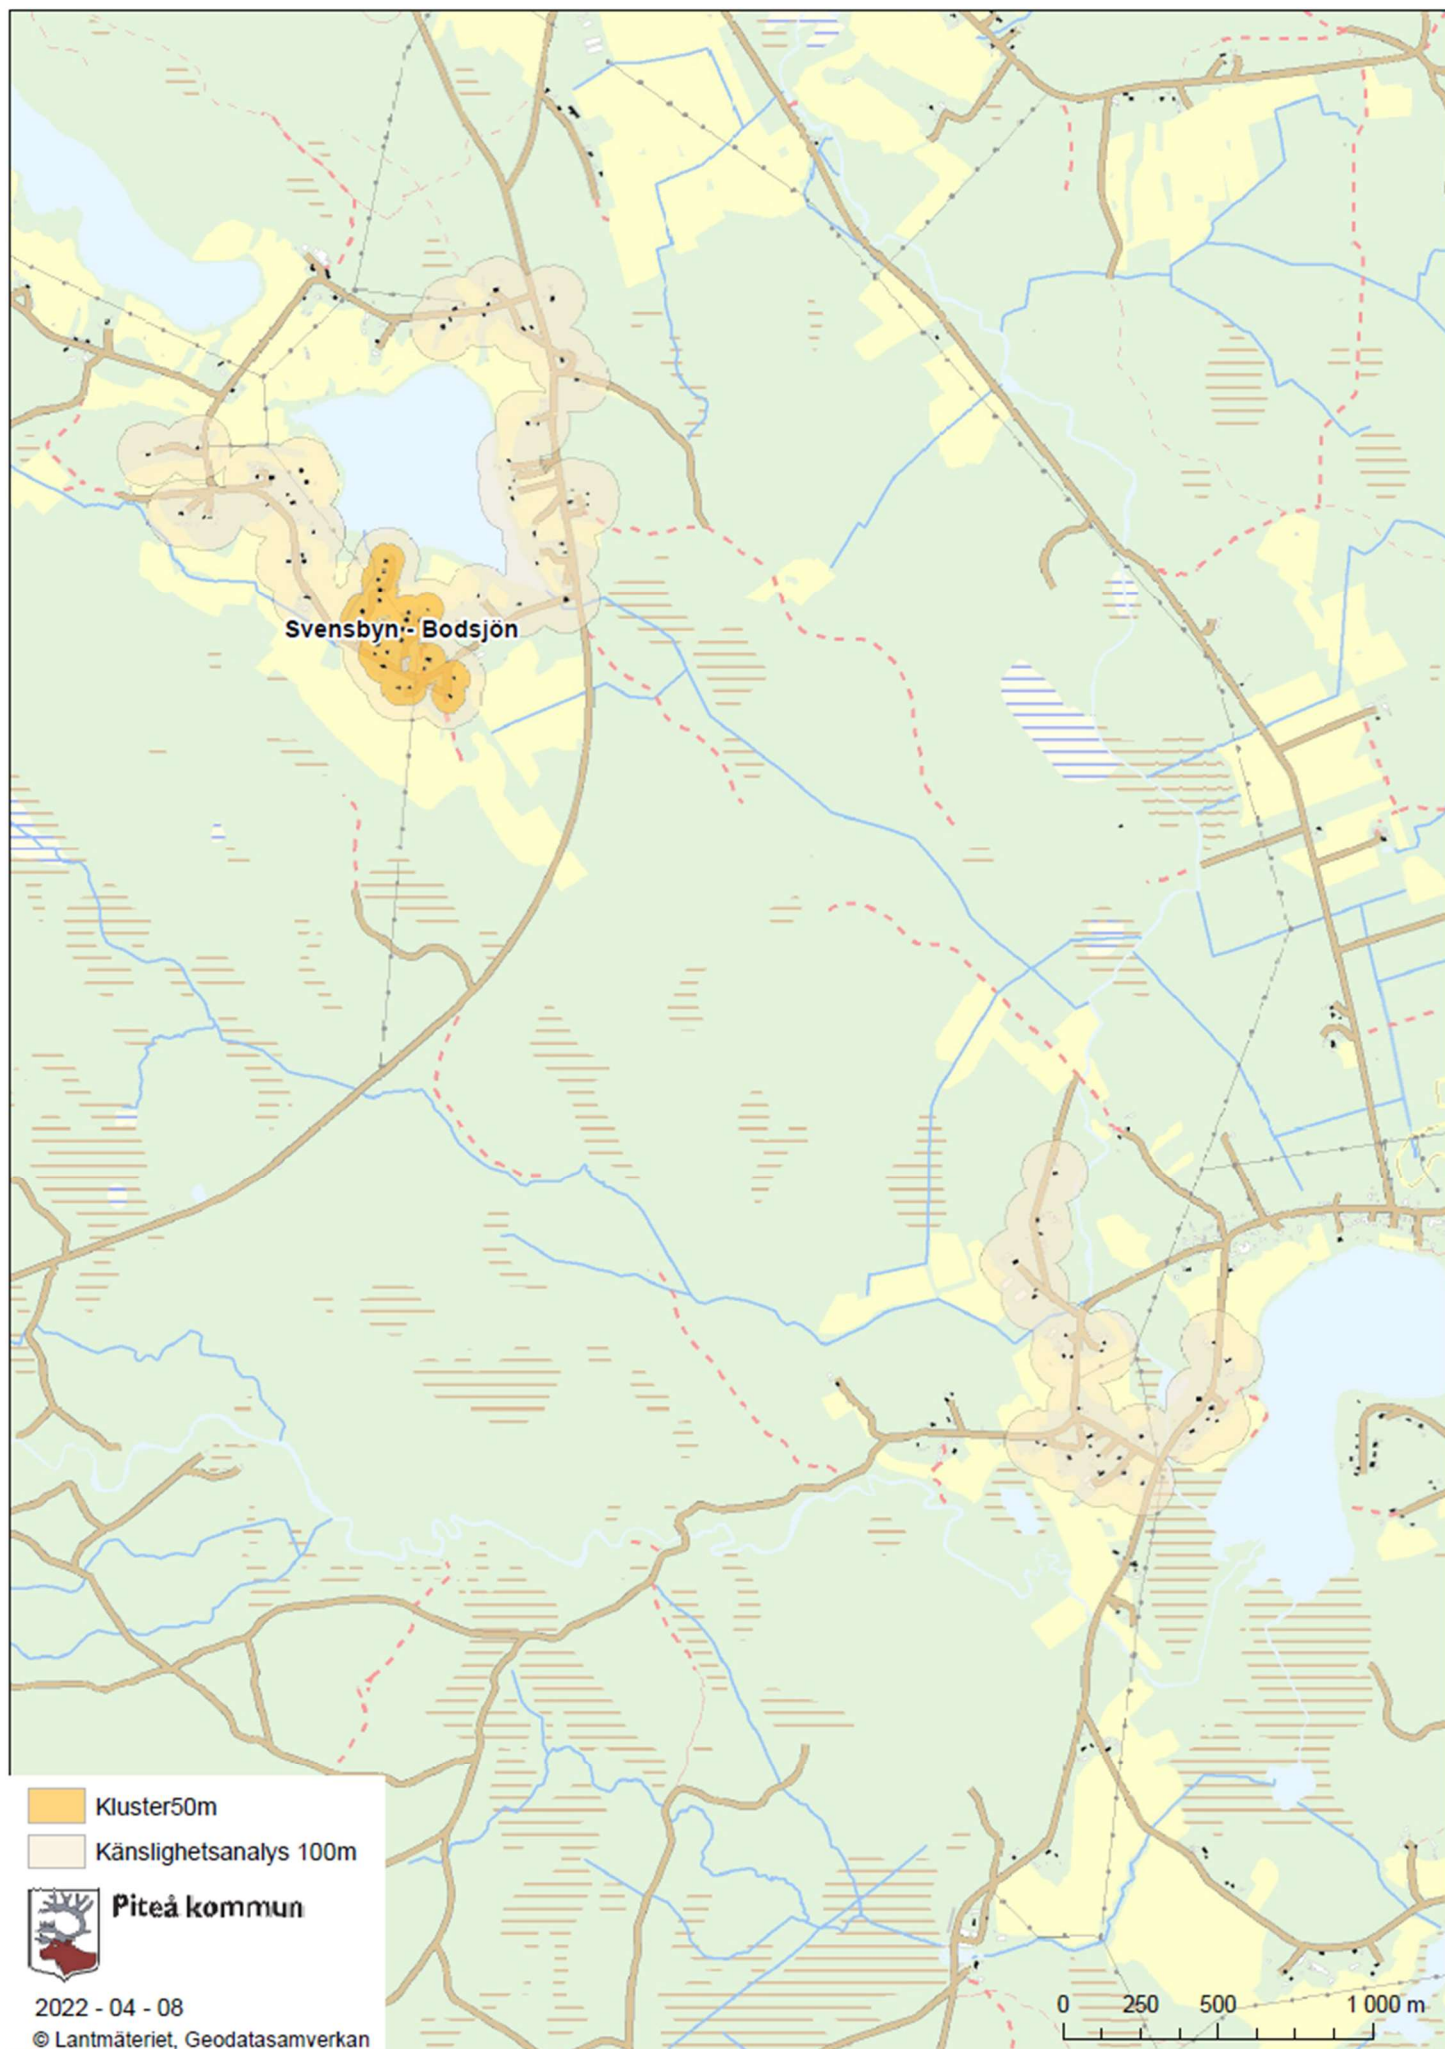 Svensbyn - Bodsjön
Kluster50m
Känslighetsanalys 100m
Piteå kommun
2022 - 04 - 08
© Lantmäteriet, Geodatasamverkan
0 250 500 1 000 m